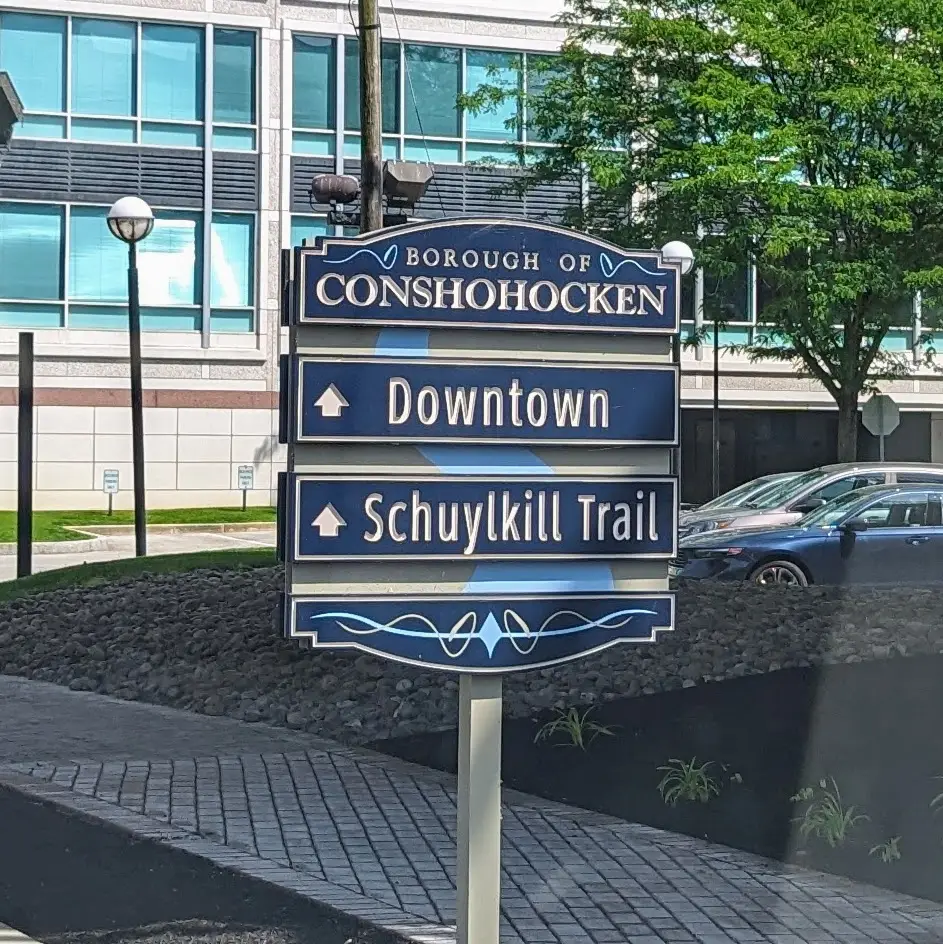 BOROUGH OF
CONSHOHOCKEN
Downtown
Schuylkill Trail